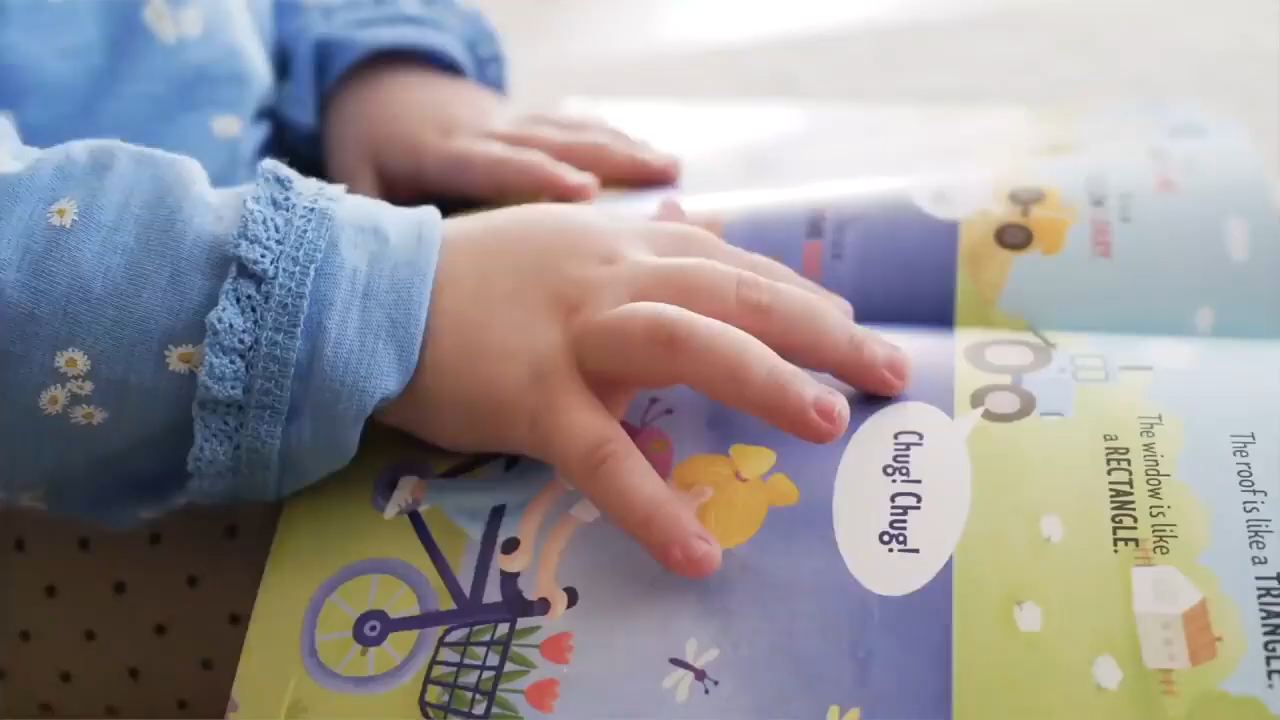 The roof is like a TRIANGLE.
The window is like
a RECTANGLE.
Chug! Chug!